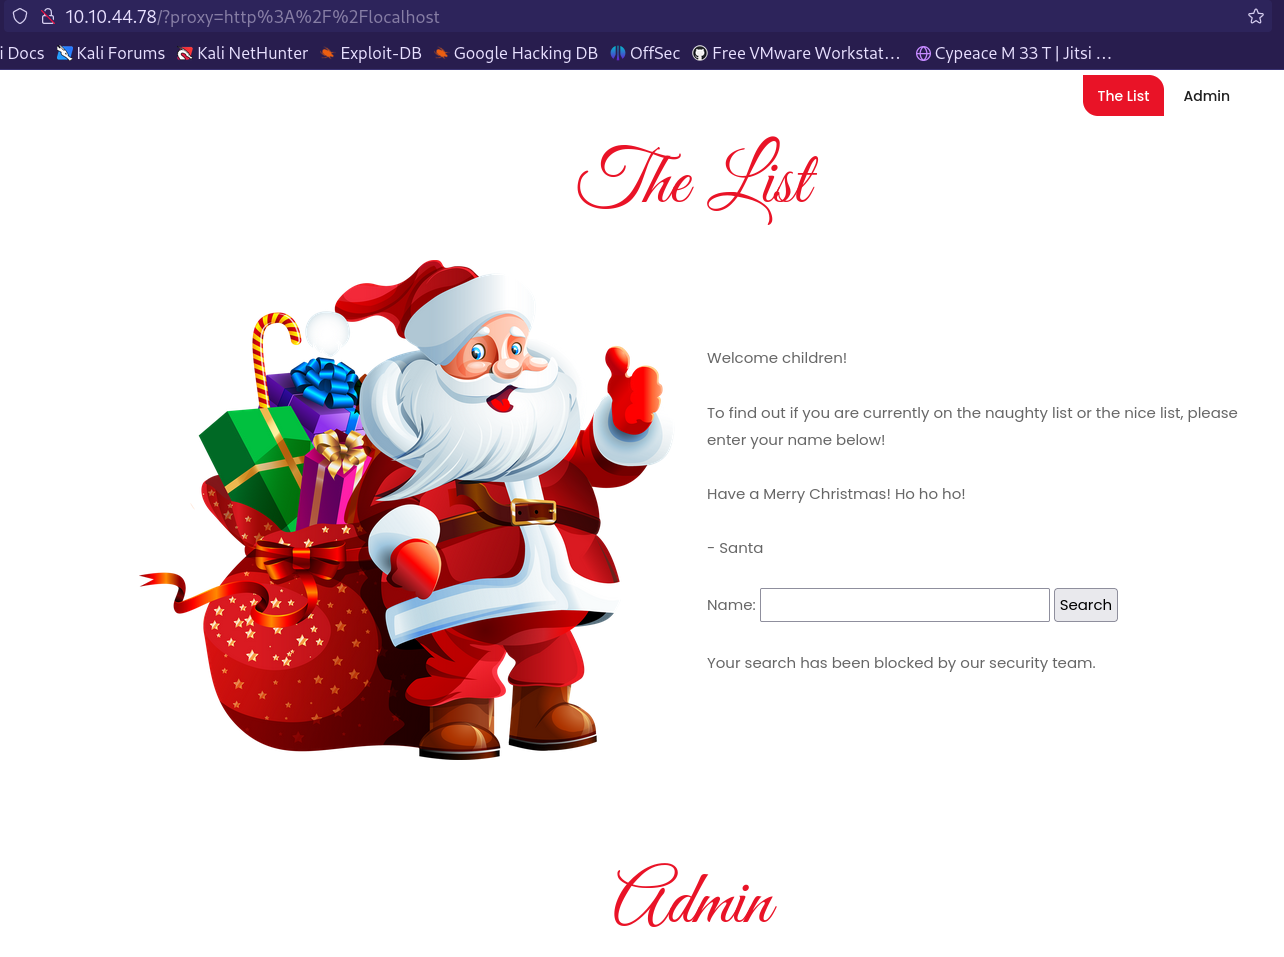 10.10.44.78/?proxy=http%3A%2F%2Flocalhost
i Docs Kali Forums Kali NetHunter Exploit-DB Google Hacking DB OffSec Free VMware Workstat… Cypeace M 33 T | Jitsi …
The List Admin
The List
Welcome children!
To find out if you are currently on the naughty list or the nice list, please
enter your name below!
Have a Merry Christmas! Ho ho ho!
- Santa
Name: Search
Your search has been blocked by our security team.
Admin